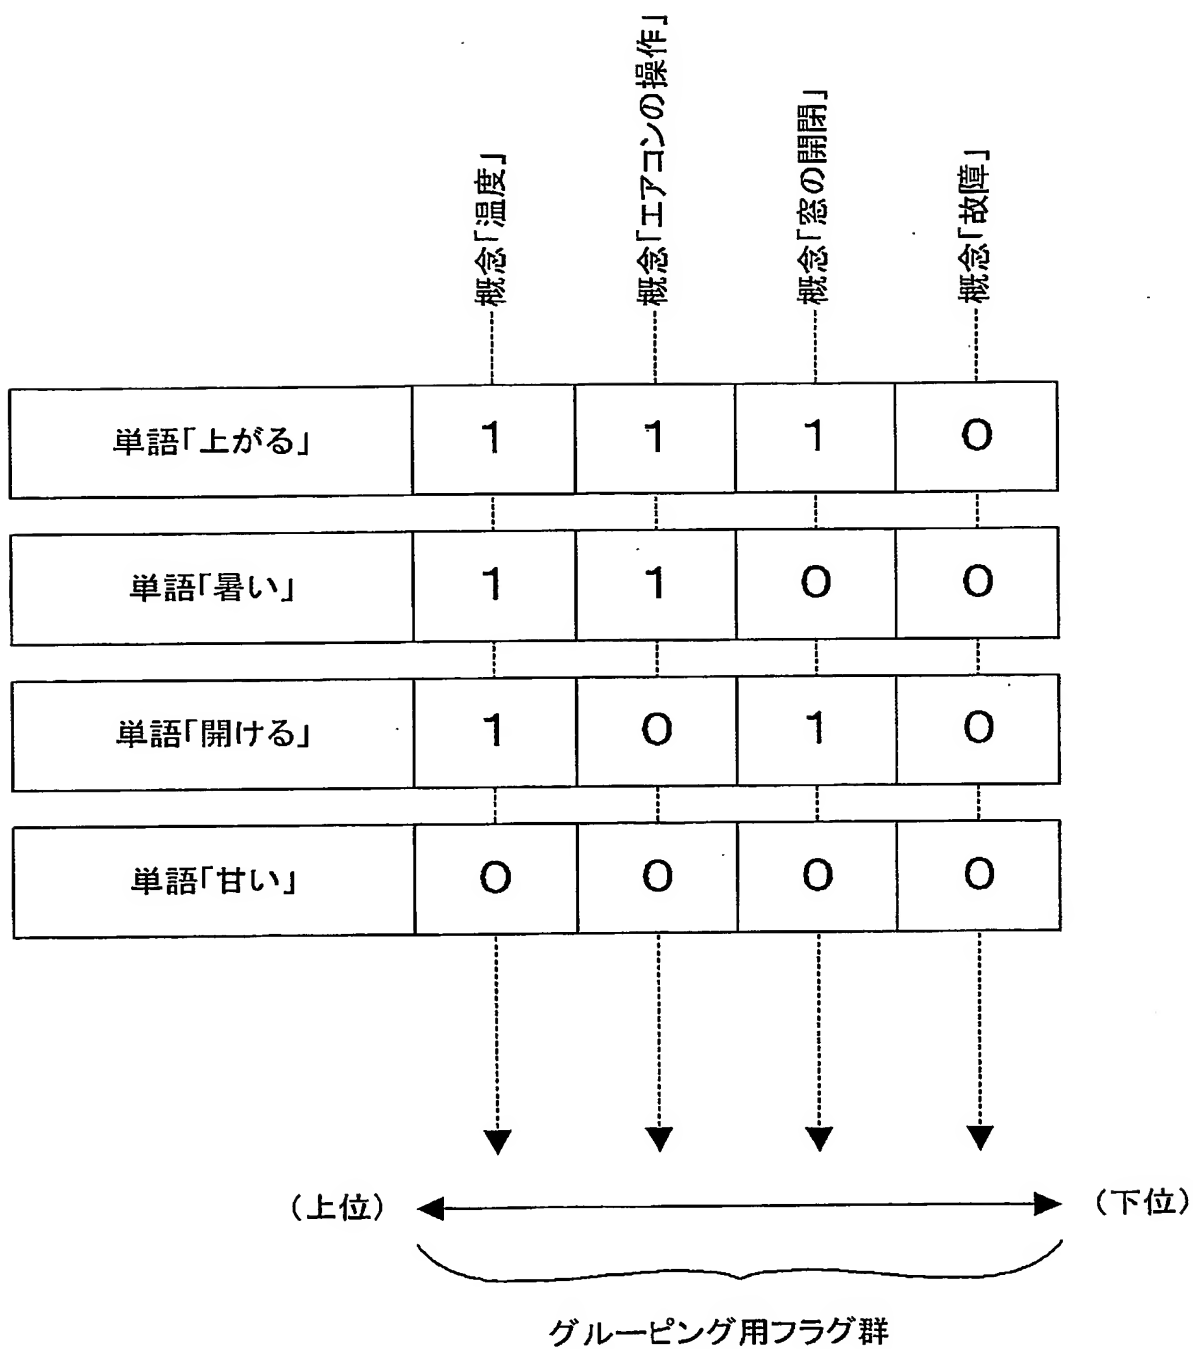 概念「温度」
概念「エアコンの操作」
概念「窓の開閉」
概念「故障」
単語「上がる」 1 1 1 0
単語「暑い」 1 1 0 0
単語「開ける」 1 0 1 0
単語「甘い」 0 0 0 0
(上位) (下位)
グルーピング用フラグ群